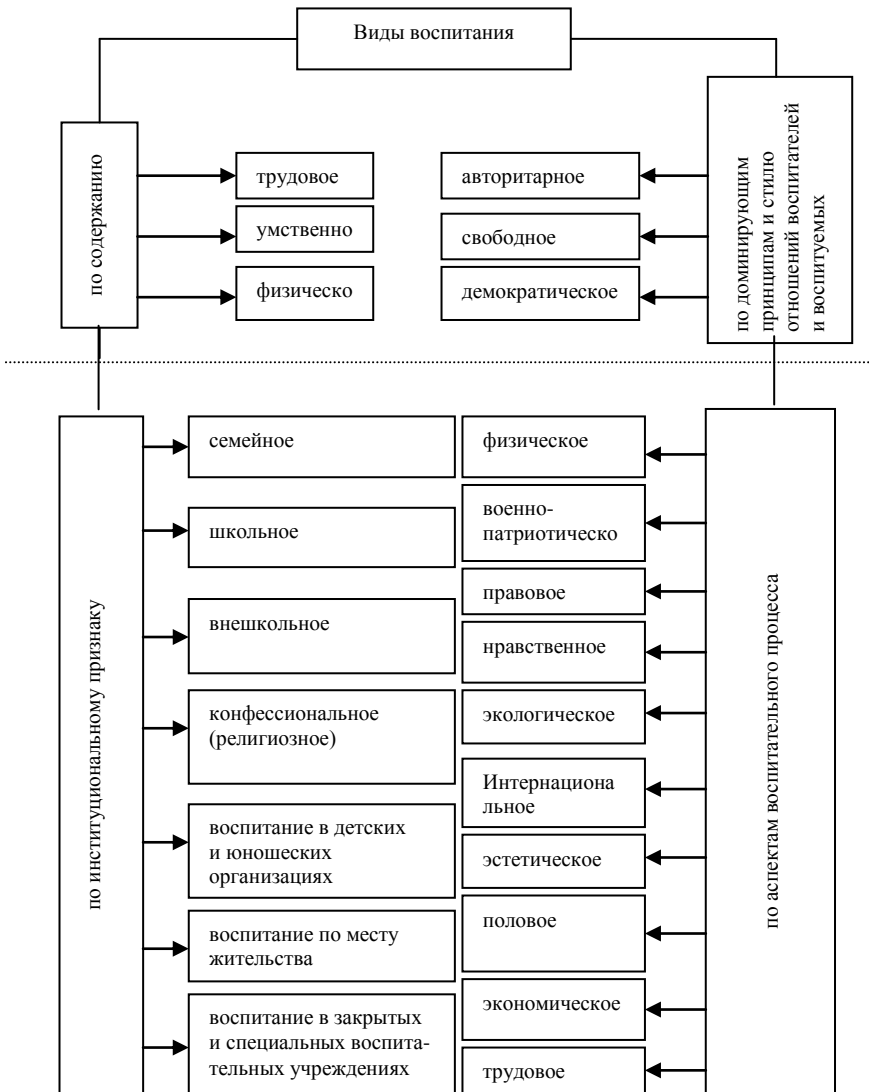 Виды воспитания
по содержанию
трудовое
умственно
физическо
авторитарное
свободное
демократическое
по доминирующим
принципам и стилю
отношений воспитателей
и воспитуемых
по институциональному признаку
семейное
школьное
внешкольное
конфессиональное
(религиозное)
воспитание в детских
и юношеских
организациях
воспитание по месту
жительства
воспитание в закрытых
и специальных воспита-
тельных учреждениях
физическое
военно-
патриотическо
правовое
нравственное
экологическое
Интернациона
льное
эстетическое
половое
экономическое
трудовое
по аспектам воспитательного процесса